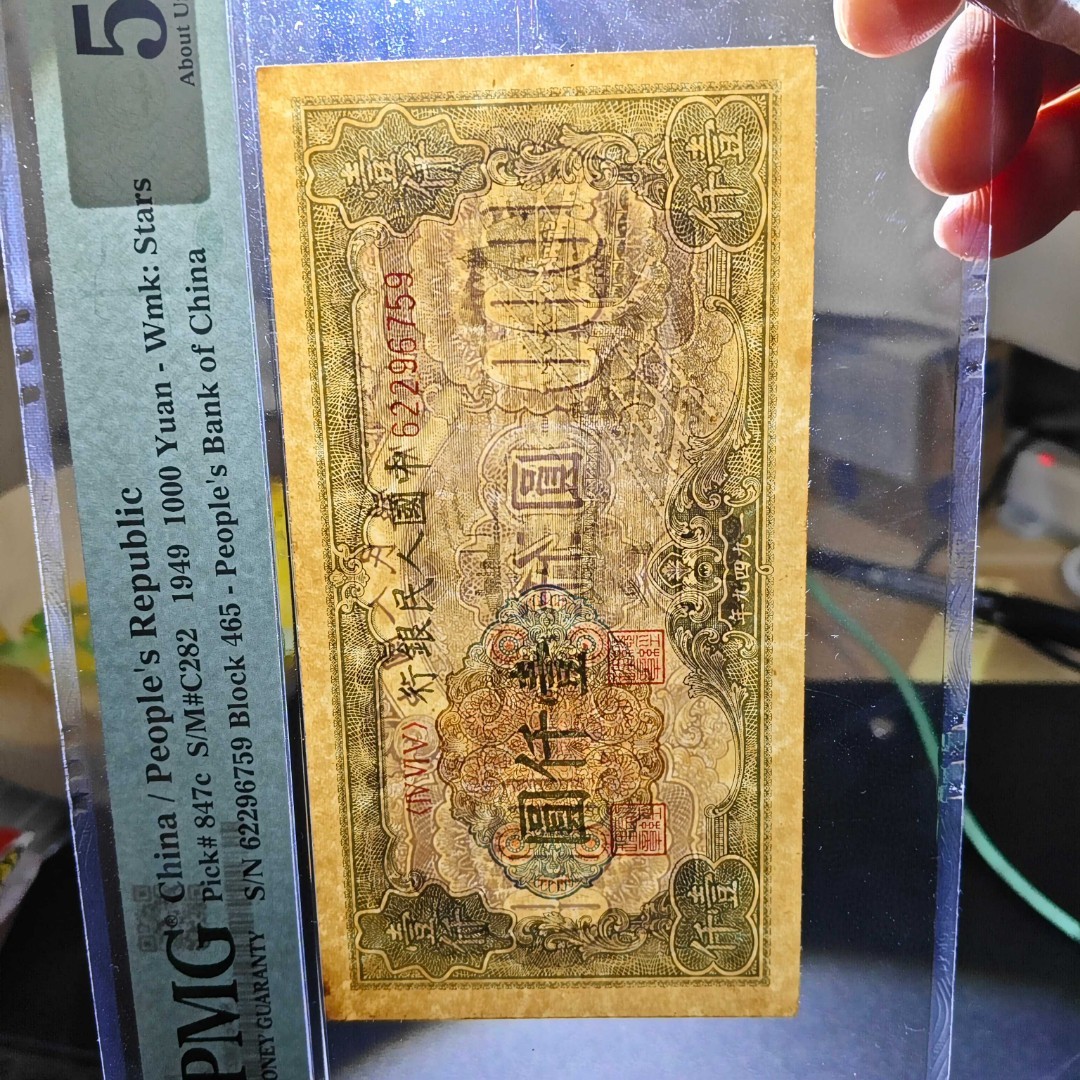 5
About U
PMG
China / People's Republic
Pick# 847c S/M#C282 1949 1000 Yuan - Wmk: Stars
S/N 62296759 Block 465 - People's Bank of China
ONEY GUARANTY
壹仟
壹仟
行銀民人國中
62296759
〈ⅣⅥⅤ〉
圓仟壹
壹仟
壹仟
年九四九一